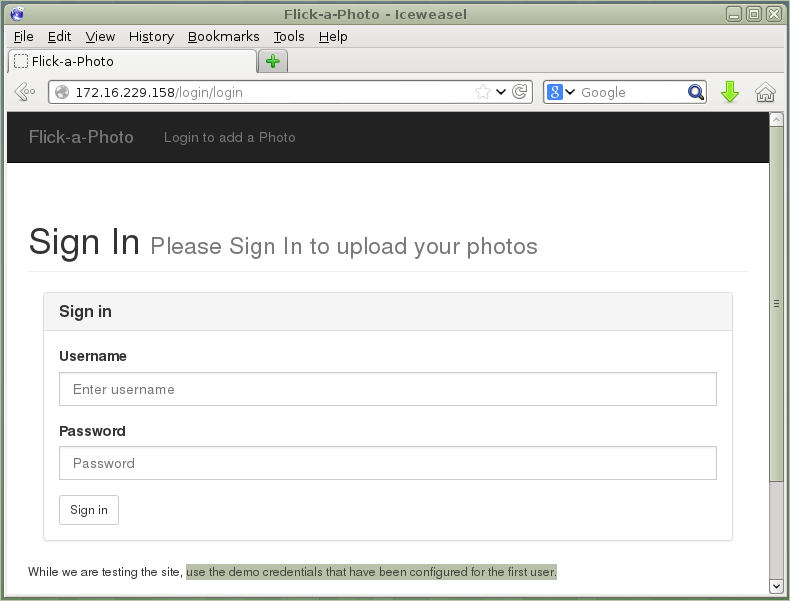 Flick-a-Photo - Iceweasel
File Edit View History Bookmarks Tools Help
Flick-a-Photo
172.16.229.158/login/login
8 Google
Flick-a-Photo Login to add a Photo
Sign In Please Sign In to upload your photos
Sign in
Username
Enter username
Password
Password
Sign in
While we are testing the site, use the demo credentials that have been configured for the first user.